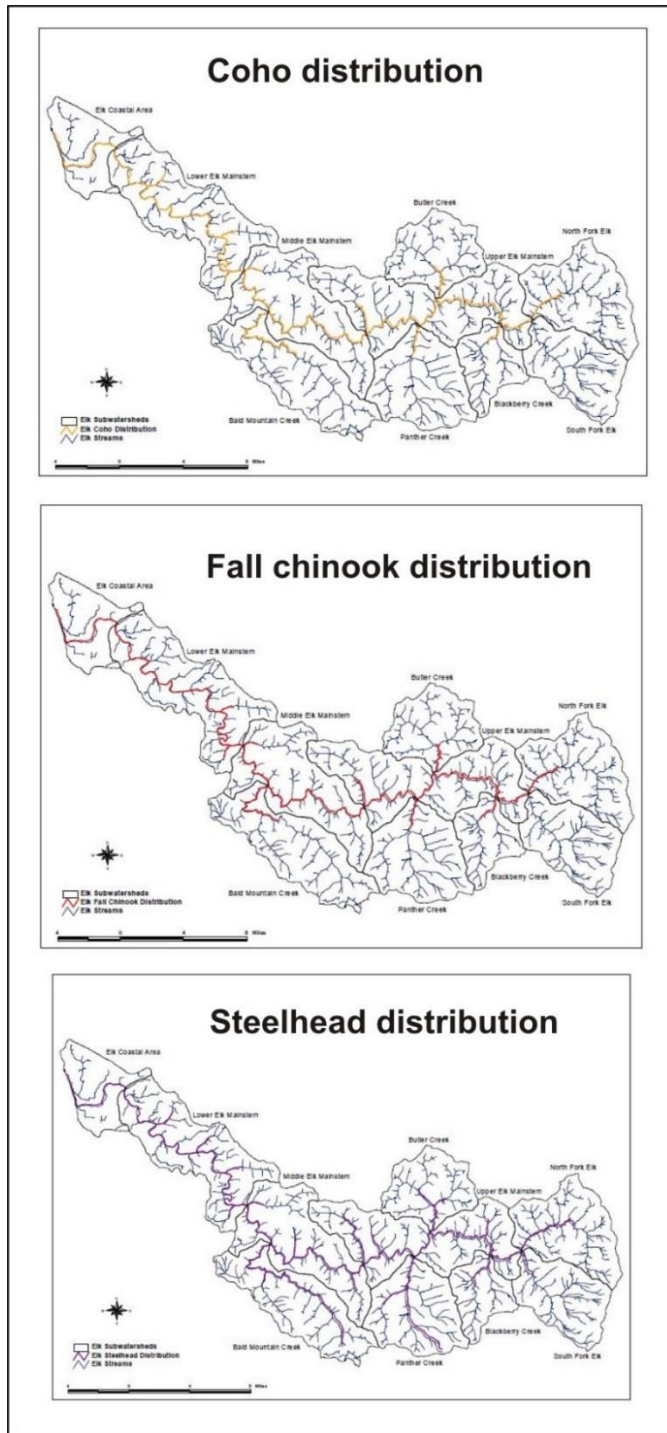 Coho distribution
Elk Coastal Area
Lower Elk Mainstem
Butler Creek
North Fork Elk
Middle Elk Mainstem
Upper Elk Mainstem
Elk Subwatersheds
Elk Coho Distribution
Elk Streams
Bald Mountain Creek
Blackberry Creek
Panther Creek
South Fork Elk
Miles
Fall chinook distribution
Elk Coastal Area
Lower Elk Mainstem
Butler Creek
North Fork Elk
Middle Elk Mainstem
Upper Elk Mainstem
Elk Subwatersheds
Elk Fall Chinook Distribution
Elk Streams
Bald Mountain Creek
Blackberry Creek
Panther Creek
South Fork Elk
Miles
Steelhead distribution
Elk Coastal Area
Lower Elk Mainstem
Butler Creek
North Fork Elk
Middle Elk Mainstem
Upper Elk Mainstem
Elk Subwatersheds
Elk Steelhead Distribution
Elk Streams
Bald Mountain Creek
Blackberry Creek
Panther Creek
South Fork Elk
Miles